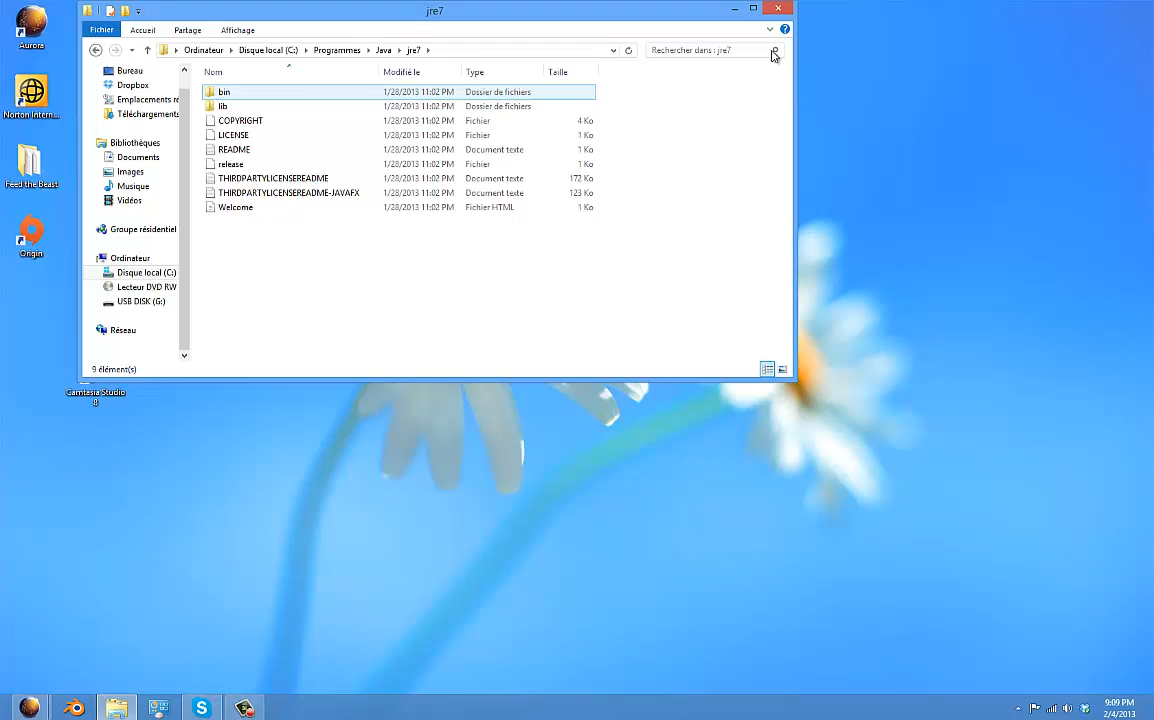 jre7
Fichier Accueil Partage Affichage
Ordinateur Disque local (C:) Programmes Java jre7
Rechercher dans : jre7
Nom Modifié le Type Taille
bin 1/28/2013 11:02 PM Dossier de fichiers
lib 1/28/2013 11:02 PM Dossier de fichiers
COPYRIGHT 1/28/2013 11:02 PM Fichier 4 Ko
LICENSE 1/28/2013 11:02 PM Fichier 1 Ko
README 1/28/2013 11:02 PM Document texte 1 Ko
release 1/28/2013 11:02 PM Fichier 1 Ko
THIRDPARTYLICENSEREADME 1/28/2013 11:02 PM Document texte 172 Ko
THIRDPARTYLICENSEREADME-JAVAFX 1/28/2013 11:02 PM Document texte 123 Ko
Welcome 1/28/2013 11:02 PM Fichier HTML 1 Ko
Bureau
Dropbox
Emplacements ré
Téléchargements
Bibliothèques
Documents
Images
Musique
Vidéos
Groupe résidentiel
Ordinateur
Disque local (C:)
Lecteur DVD RW
USB DISK (G:)
Réseau
9 élément(s)
Aurora
Norton Intern...
Feed the Beast
Origin
Camtasia Studio
8
9:09 PM
2/4/2013